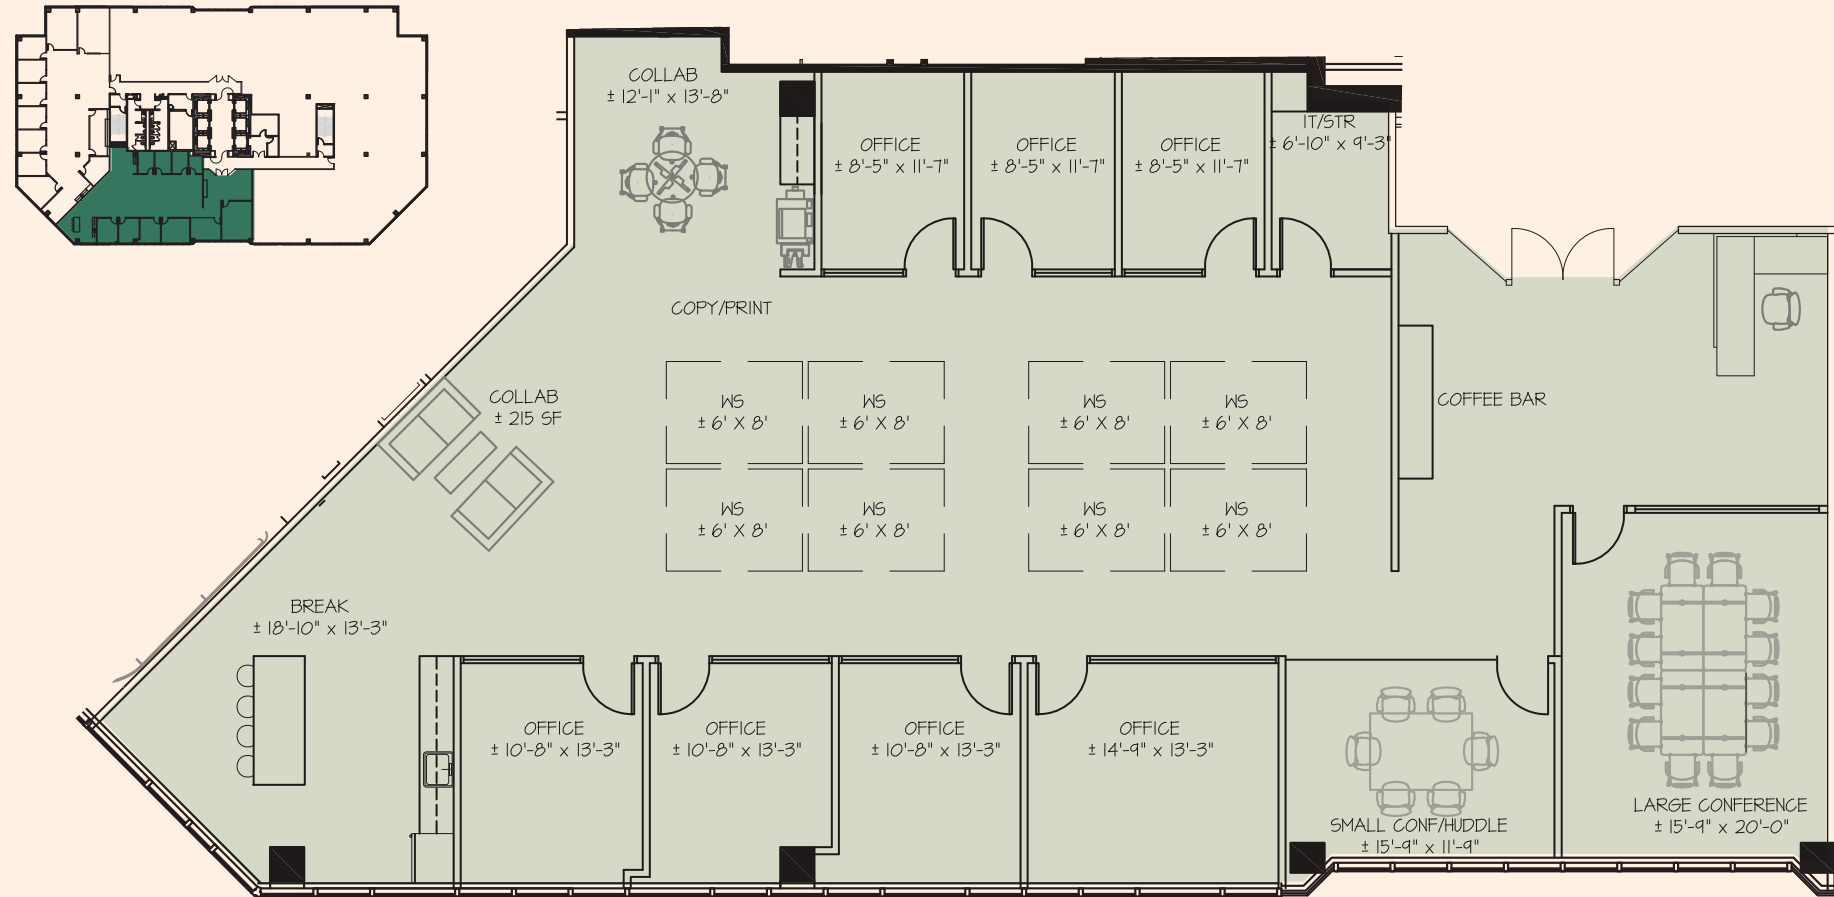 COLLAB
± 12'-1" x 13'-8"
OFFICE
± 8'-5" x 11'-7"
OFFICE
± 8'-5" x 11'-7"
OFFICE
± 8'-5" x 11'-7"
IT/STR
± 6'-10" x 9'-3"
COPY/PRINT
COLLAB
± 215 SF
WS
± 6' X 8'
WS
± 6' X 8'
WS
± 6' X 8'
WS
± 6' X 8'
COFFEE BAR
WS
± 6' X 8'
WS
± 6' X 8'
WS
± 6' X 8'
WS
± 6' X 8'
BREAK
± 18'-10" x 13'-3"
OFFICE
± 10'-8" x 13'-3"
OFFICE
± 10'-8" x 13'-3"
OFFICE
± 10'-8" x 13'-3"
OFFICE
± 14'-9" x 13'-3"
SMALL CONF/HUDDLE
± 15'-9" x 11'-9"
LARGE CONFERENCE
± 15'-9" x 20'-0"